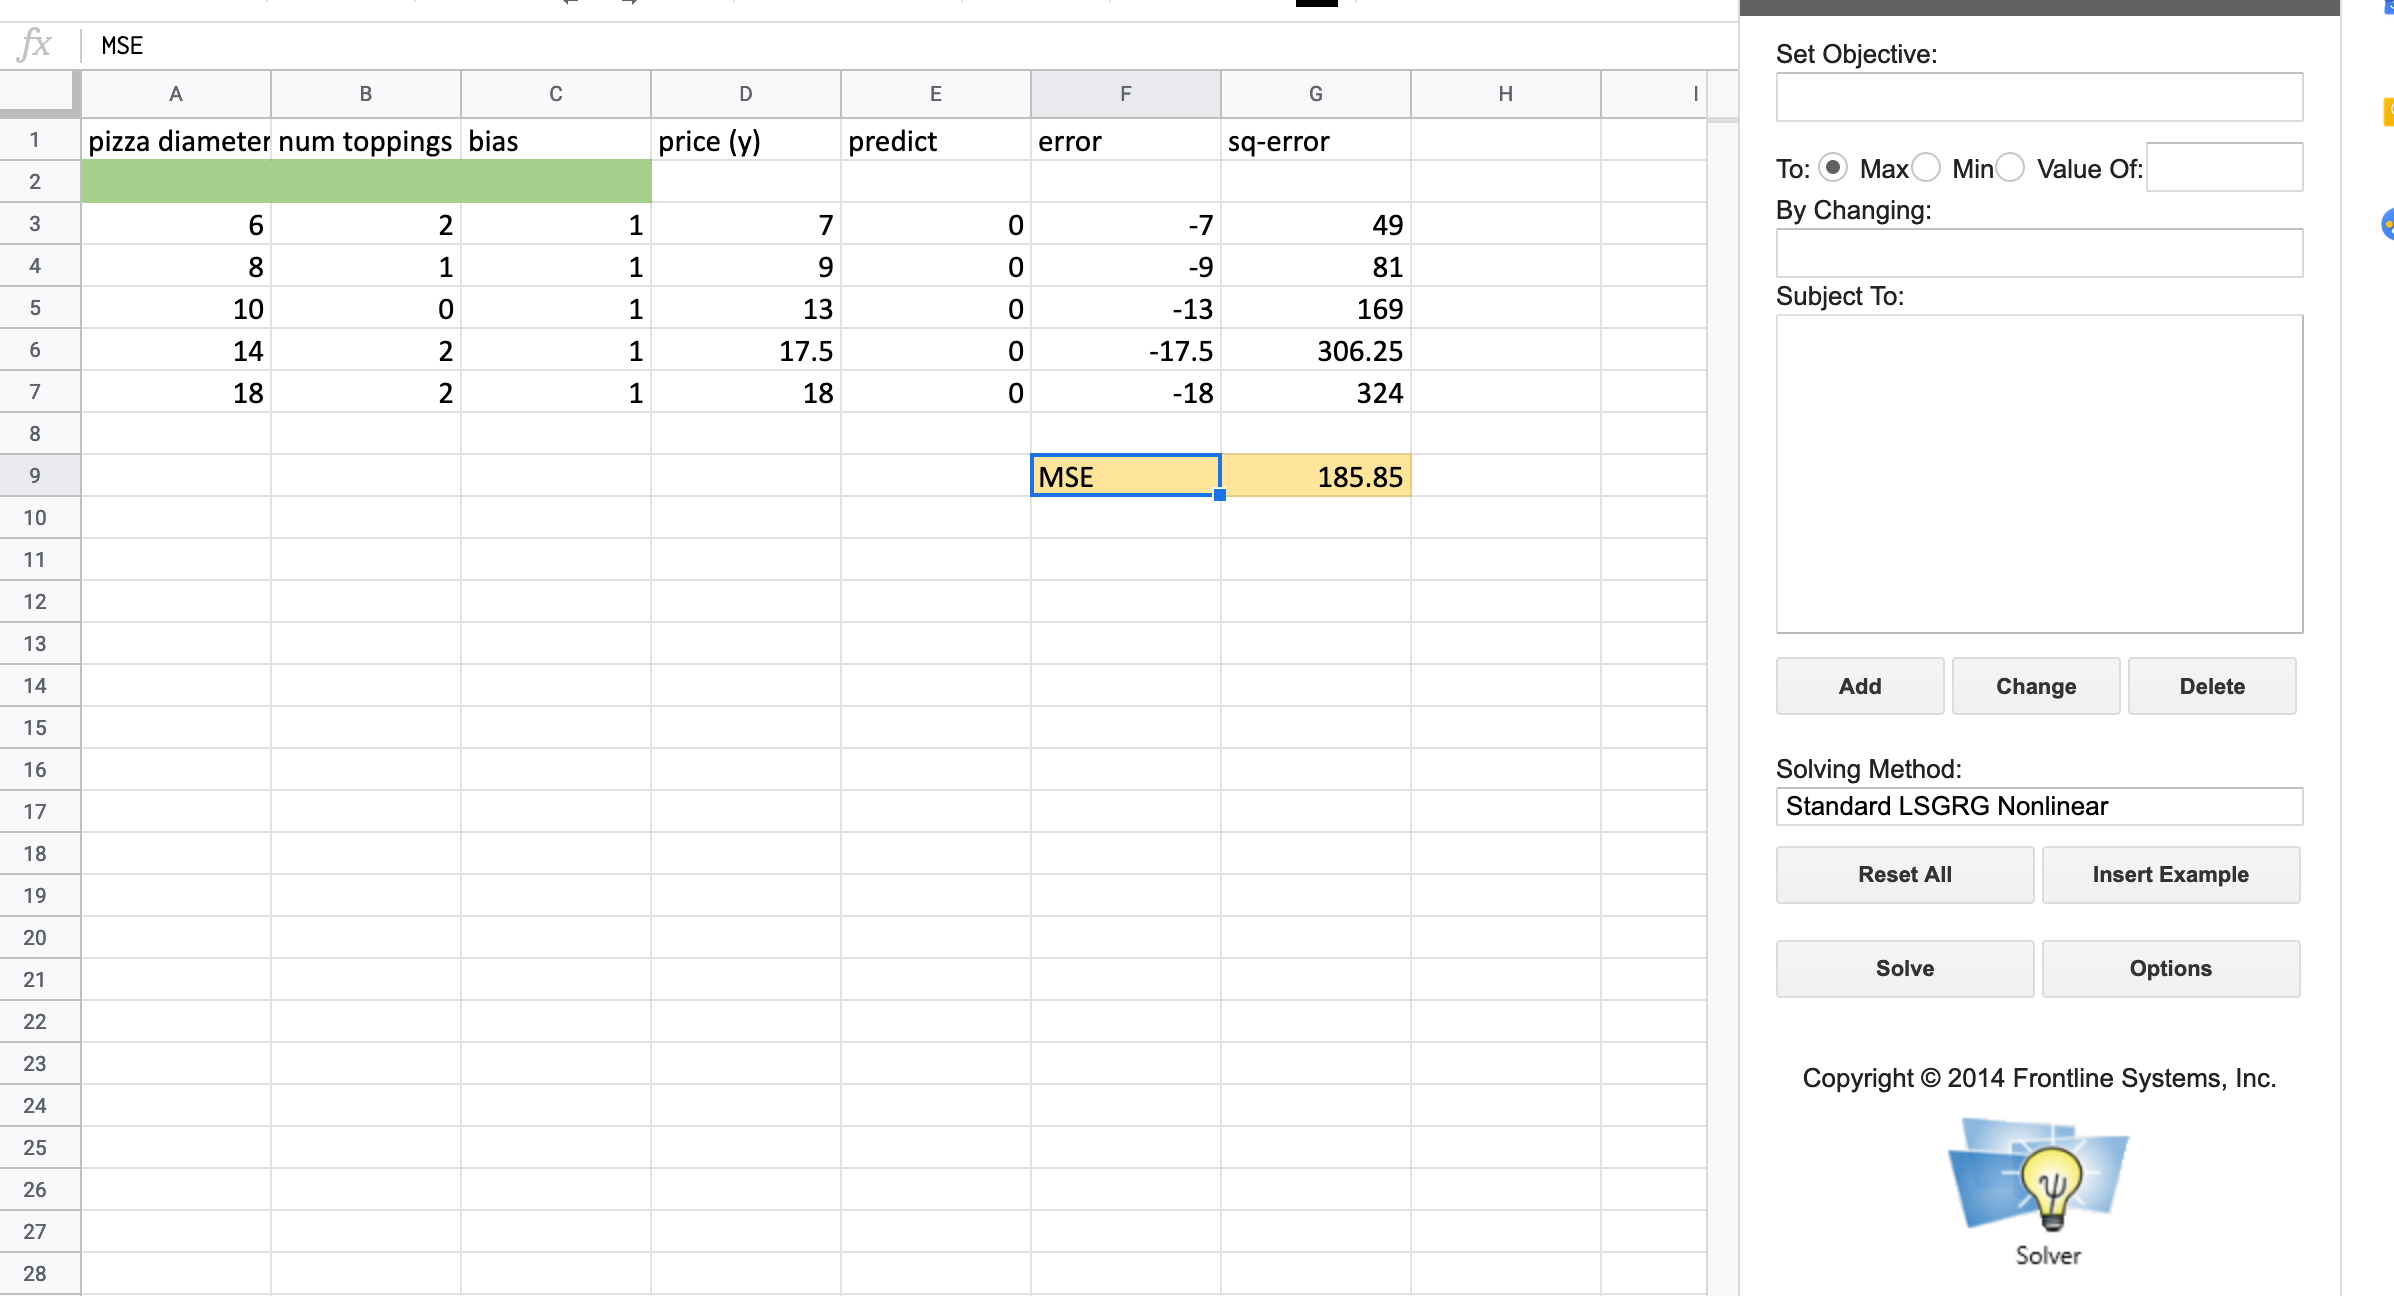 fx MSE
A B C D E F G H I
1 pizza diameter num toppings bias price (y) predict error sq-error
2
3 6 2 1 7 0 -7 49
4 8 1 1 9 0 -9 81
5 10 0 1 13 0 -13 169
6 14 2 1 17.5 0 -17.5 306.25
7 18 2 1 18 0 -18 324
8
9 MSE 185.85
10
11
12
13
14
15
16
17
18
19
20
21
22
23
24
25
26
27
28
Set Objective:
To: Max Min Value Of:
By Changing:
Subject To:
Add Change Delete
Solving Method:
Standard LSGRG Nonlinear
Reset All Insert Example
Solve Options
Copyright © 2014 Frontline Systems, Inc.
Solver